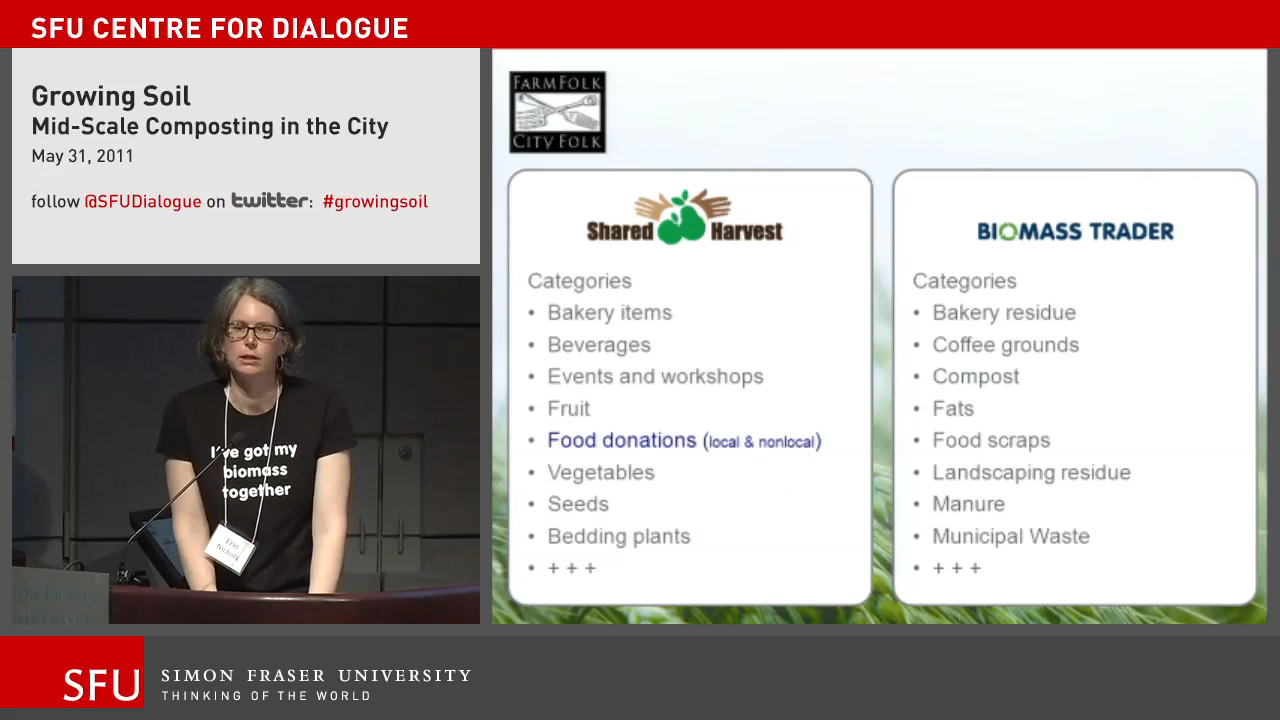 SFU CENTRE FOR DIALOGUE
Growing Soil
Mid-Scale Composting in the City
May 31, 2011
follow @SFUDialogue on twitter: #growingsoil
I've got my
biomass
together
Erin
Nichols
SFU
SIMON FRASER UNIVERSITY
THINKING OF THE WORLD
FARMFOLK
CITYFOLK
Shared Harvest
Categories
• Bakery items
• Beverages
• Events and workshops
• Fruit
• Food donations (local & nonlocal)
• Vegetables
• Seeds
• Bedding plants
• + + +
BIOMASS TRADER
Categories
• Bakery residue
• Coffee grounds
• Compost
• Fats
• Food scraps
• Landscaping residue
• Manure
• Municipal Waste
• + + +